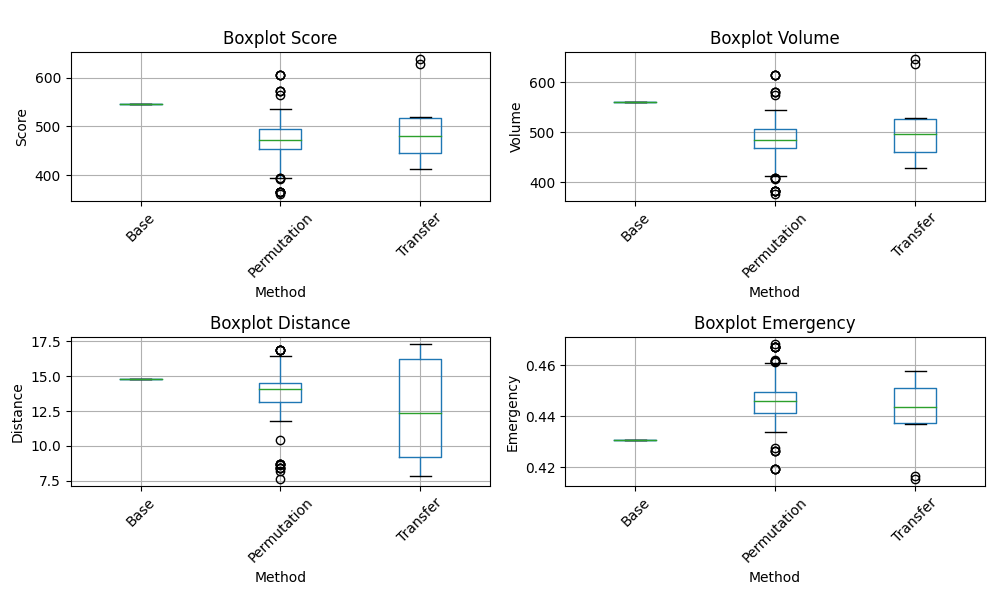 Boxplot Score
600
500
400
Score
Base
Permutation
Transfer
Method
Boxplot Volume
600
500
400
Volume
Base
Permutation
Transfer
Method
Boxplot Distance
17.5
15.0
12.5
10.0
7.5
Distance
Base
Permutation
Transfer
Method
Boxplot Emergency
0.46
0.44
0.42
Emergency
Base
Permutation
Transfer
Method